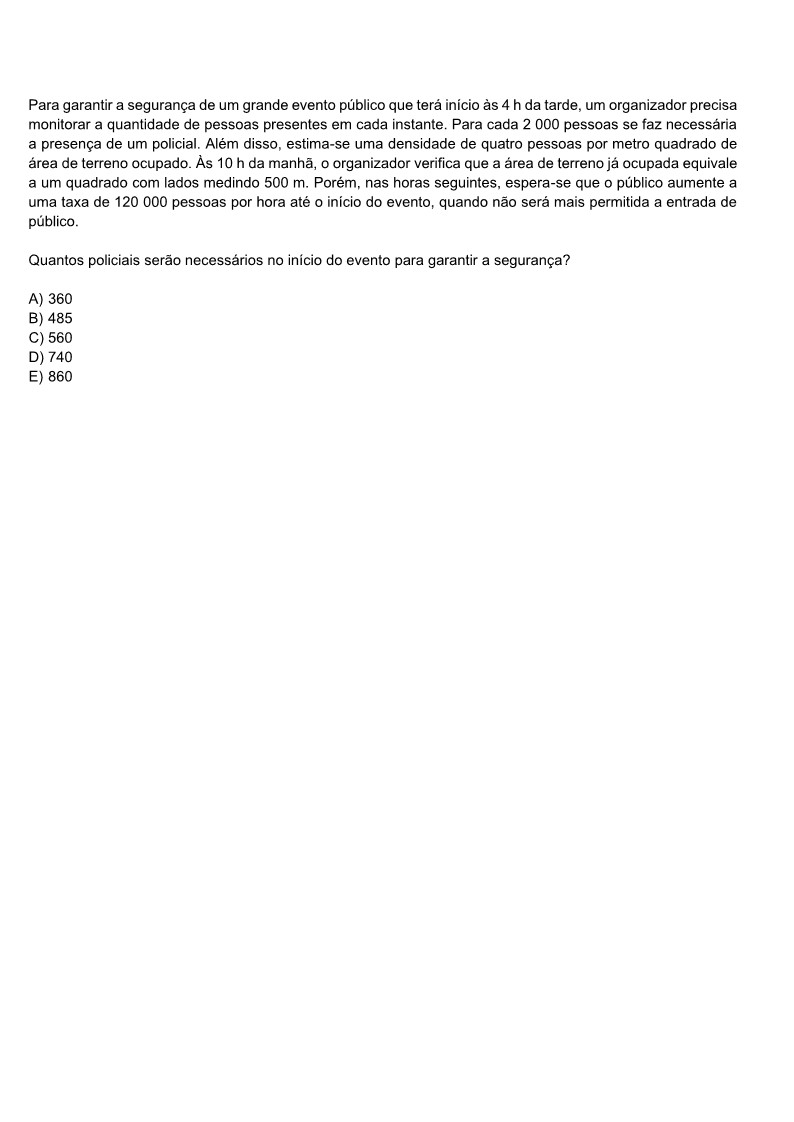 Para garantir a segurança de um grande evento público que terá início às 4 h da tarde, um organizador precisa
monitorar a quantidade de pessoas presentes em cada instante. Para cada 2 000 pessoas se faz necessária
a presença de um policial. Além disso, estima-se uma densidade de quatro pessoas por metro quadrado de
área de terreno ocupado. Às 10 h da manhã, o organizador verifica que a área de terreno já ocupada equivale
a um quadrado com lados medindo 500 m. Porém, nas horas seguintes, espera-se que o público aumente a
uma taxa de 120 000 pessoas por hora até o início do evento, quando não será mais permitida a entrada de
público.
Quantos policiais serão necessários no início do evento para garantir a segurança?
A) 360
B) 485
C) 560
D) 740
E) 860